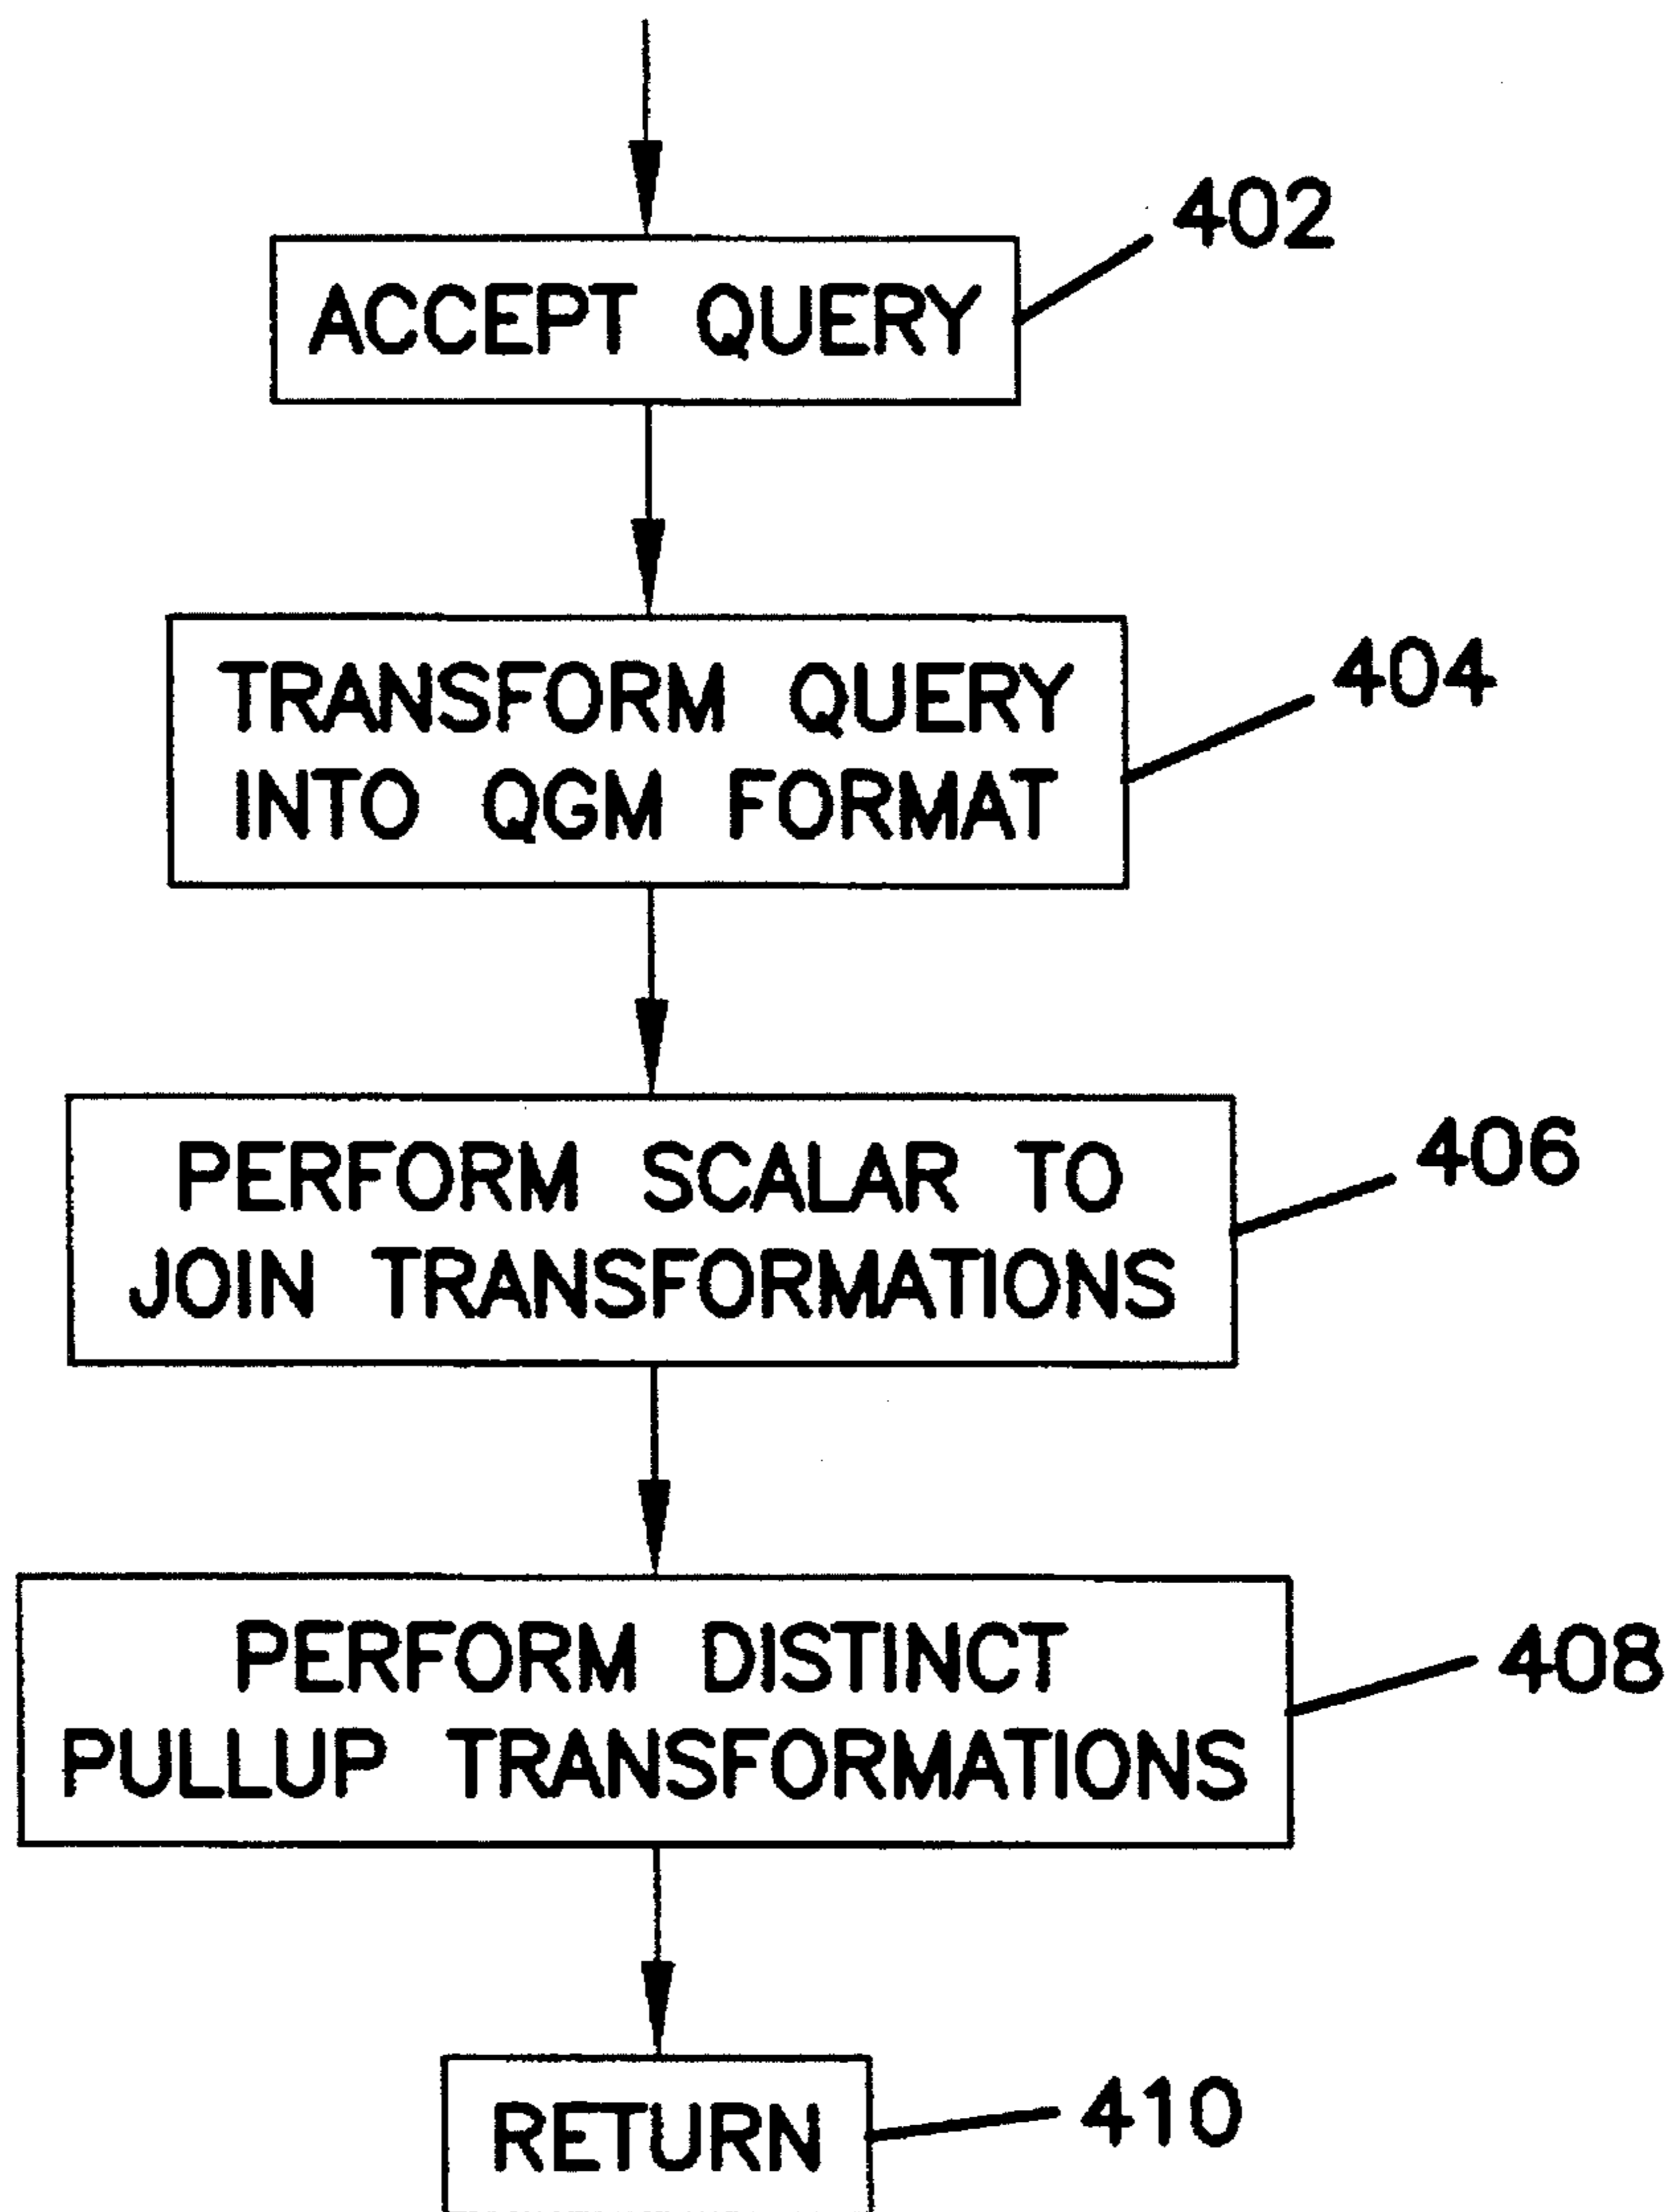 402
ACCEPT QUERY
404
TRANSFORM QUERY
INTO QGM FORMAT
406
PERFORM SCALAR TO
JOIN TRANSFORMATIONS
408
PERFORM DISTINCT
PULLUP TRANSFORMATIONS
410
RETURN